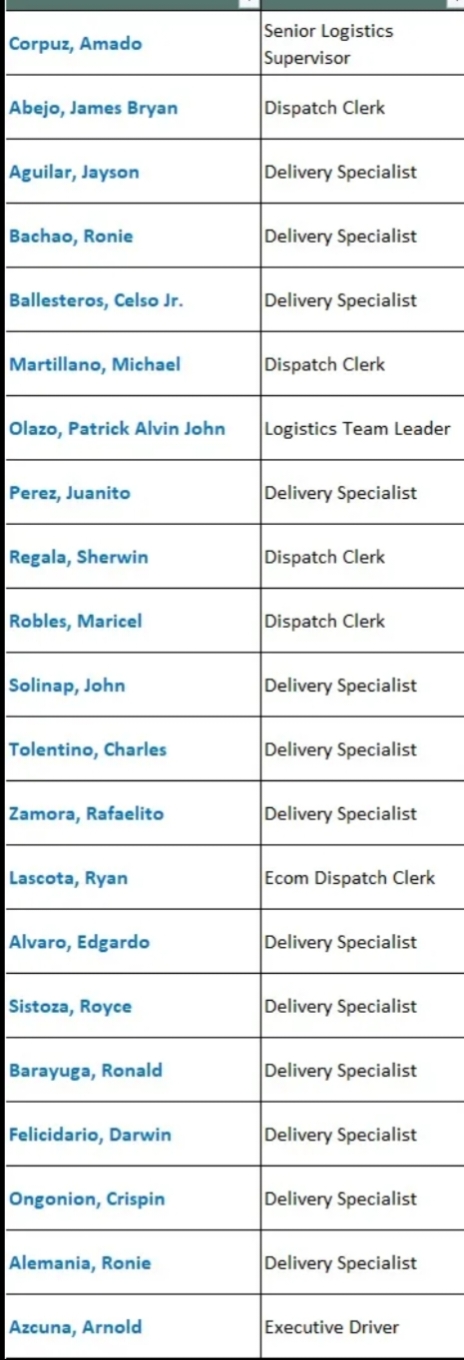 Corpuz, Amado Senior Logistics
Supervisor
Abejo, James Bryan Dispatch Clerk
Aguilar, Jayson Delivery Specialist
Bachao, Ronie Delivery Specialist
Ballesteros, Celso Jr. Delivery Specialist
Martillano, Michael Dispatch Clerk
Olazo, Patrick Alvin John Logistics Team Leader
Perez, Juanito Delivery Specialist
Regala, Sherwin Dispatch Clerk
Robles, Maricel Dispatch Clerk
Solinap, John Delivery Specialist
Tolentino, Charles Delivery Specialist
Zamora, Rafaelito Delivery Specialist
Lascota, Ryan Ecom Dispatch Clerk
Alvaro, Edgardo Delivery Specialist
Sistoza, Royce Delivery Specialist
Barayuga, Ronald Delivery Specialist
Felicidario, Darwin Delivery Specialist
Ongonion, Crispin Delivery Specialist
Alemania, Ronie Delivery Specialist
Azcuna, Arnold Executive Driver